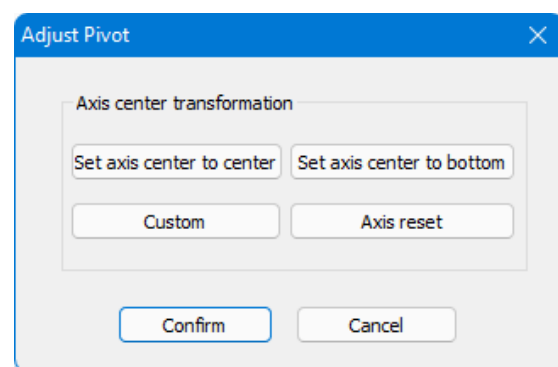 Adjust Pivot
Axis center transformation
Set axis center to center
Set axis center to bottom
Custom
Axis reset
Confirm
Cancel